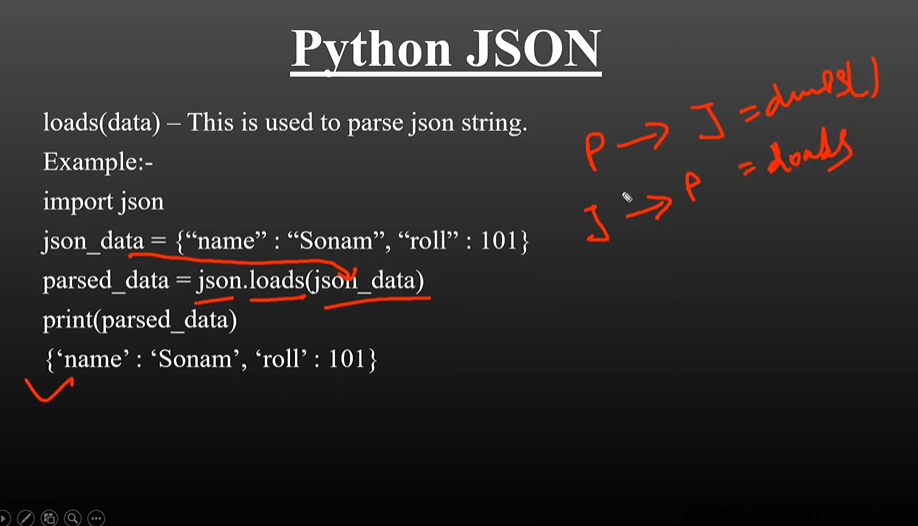 Python JSON
loads(data) – This is used to parse json string.
Example:-
import json
json_data = {“name” : “Sonam”, “roll” : 101}
parsed_data = json.loads(json_data)
print(parsed_data)
{‘name’ : ‘Sonam’, ‘roll’ : 101}
P → J = dumps()
J → P = loads